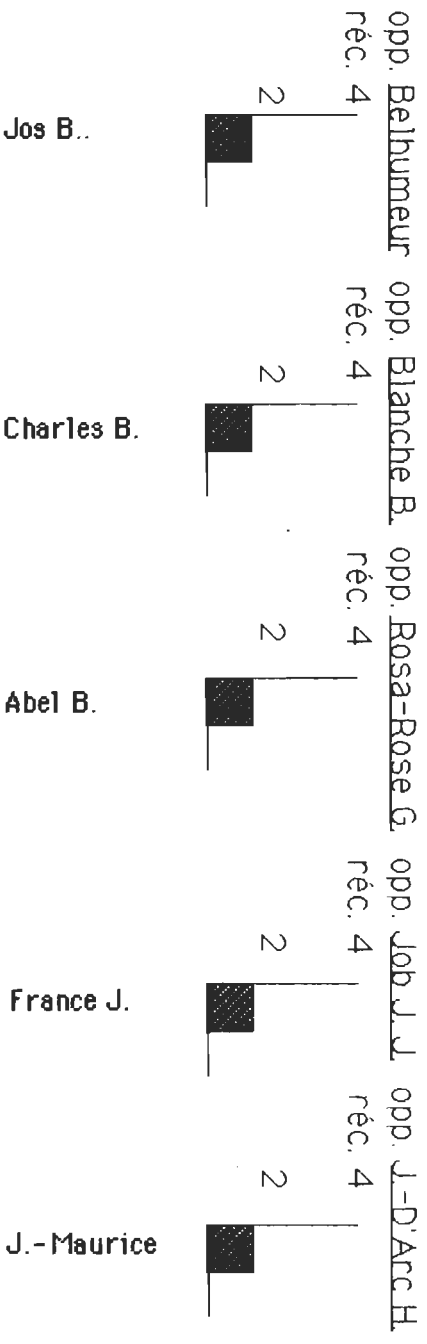 opp. Belhumeur
réc. 4
2
Jos B..
opp. Blanche B.
réc. 4
2
Charles B.
opp. Rosa-Rose G.
réc. 4
2
Abel B.
opp. Job J. J.
réc. 4
2
France J.
opp. J.-D'Arc H.
réc. 4
2
J.-Maurice